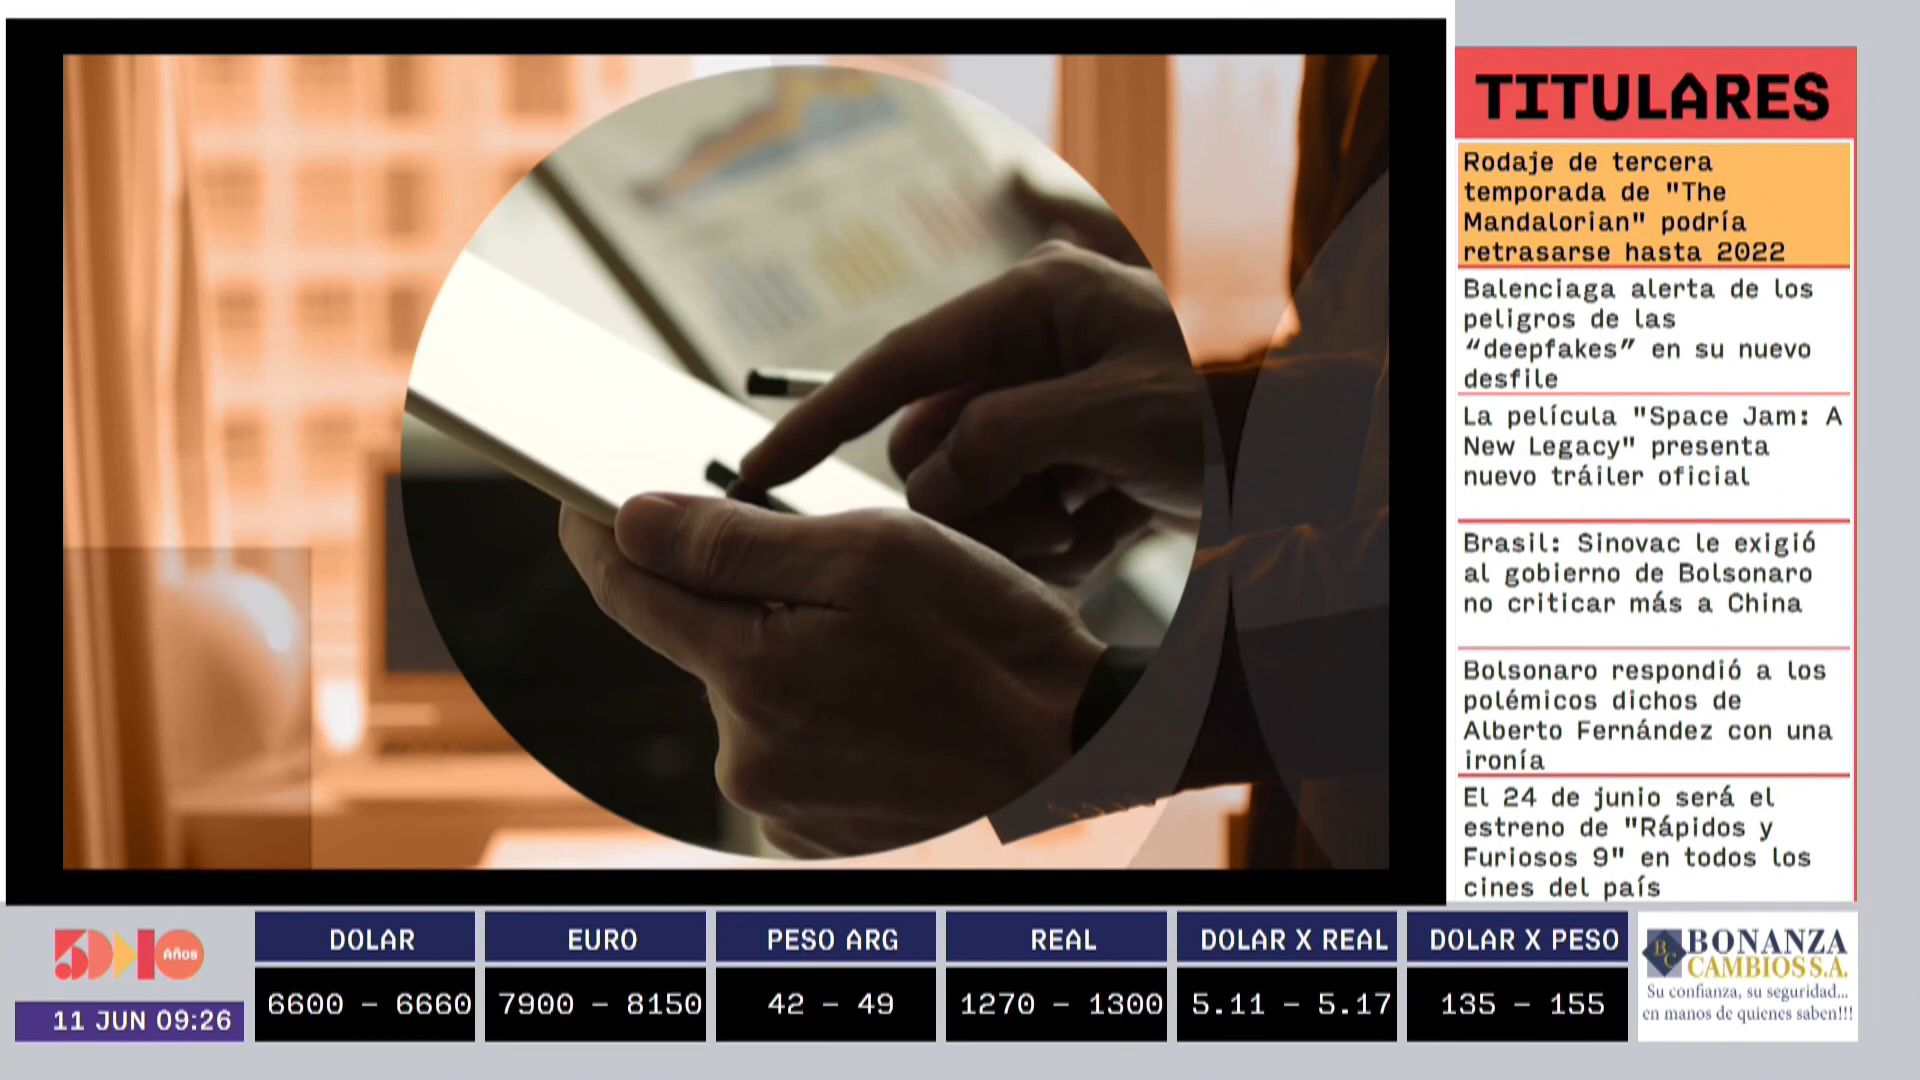 TITULARES
Rodaje de tercera
temporada de "The
Mandalorian" podría
retrasarse hasta 2022
Balenciaga alerta de los
peligros de las
“deepfakes” en su nuevo
desfile
La película "Space Jam: A
New Legacy" presenta
nuevo tráiler oficial
Brasil: Sinovac le exigió
al gobierno de Bolsonaro
no criticar más a China
Bolsonaro respondió a los
polémicos dichos de
Alberto Fernández con una
ironía
El 24 de junio será el
estreno de "Rápidos y
Furiosos 9" en todos los
cines del país
Años
11 JUN 09:26
DOLAR
6600 - 6660
EURO
7900 - 8150
PESO ARG
42 - 49
REAL
1270 - 1300
DOLAR X REAL
5.11 - 5.17
DOLAR X PESO
135 - 155
BC
BONANZA
CAMBIOS S.A.
Su confianza, su seguridad...
en manos de quienes saben!!!